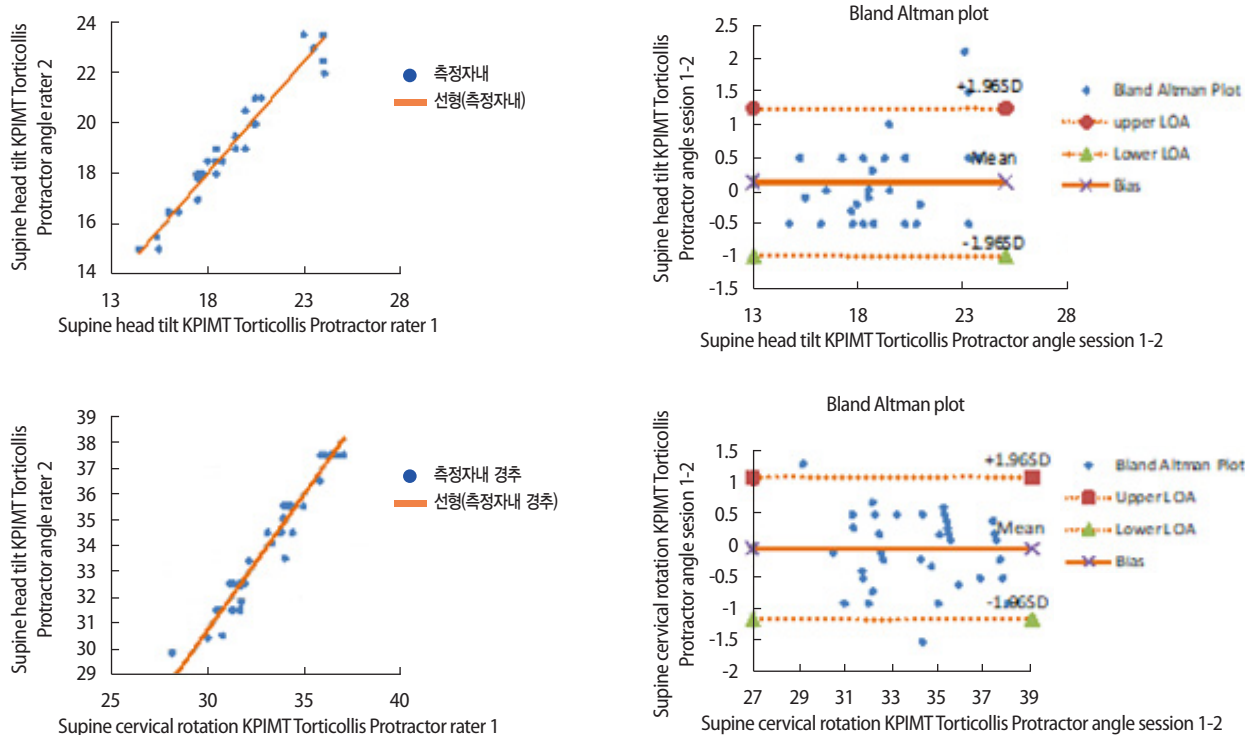 Supine head tilt KPIMT Torticollis
Protractor angle rater 2
24
22
20
18
16
14
13
18
23
28
Supine head tilt KPIMT Torticollis Protractor rater 1
측정자내
선형(측정자내)
Bland Altman plot
Supine head tilt KPIMT Torticollis
Protractor angle session 1-2
2.5
2
1.5
1
0.5
0
-0.5
-1
-1.5
+1.96SD
Mean
-1.96SD
13
18
23
28
Supine head tilt KPIMT Torticollis Protractor angle session 1-2
Bland Altman Plot
upper LOA
Lower LOA
Bias
Supine head tilt KPIMT Torticollis
Protractor angle rater 2
39
38
37
36
35
34
33
32
31
30
29
25
30
35
40
Supine cervical rotation KPIMT Torticollis Protractor rater 1
측정자내 경추
선형(측정자내 경추)
Bland Altman plot
Supine cervical rotation KPIMT Torticollis
Protractor angle sesion 1-2
1.5
1
0.5
0
-0.5
-1
-1.5
-2
+1.96SD
Mean
-1.96SD
27
29
31
33
35
37
39
Supine cervical rotation KPIMT Torticollis Protractor angle session 1-2
Bland Altman Plot
Upper LOA
Lower LOA
Bias